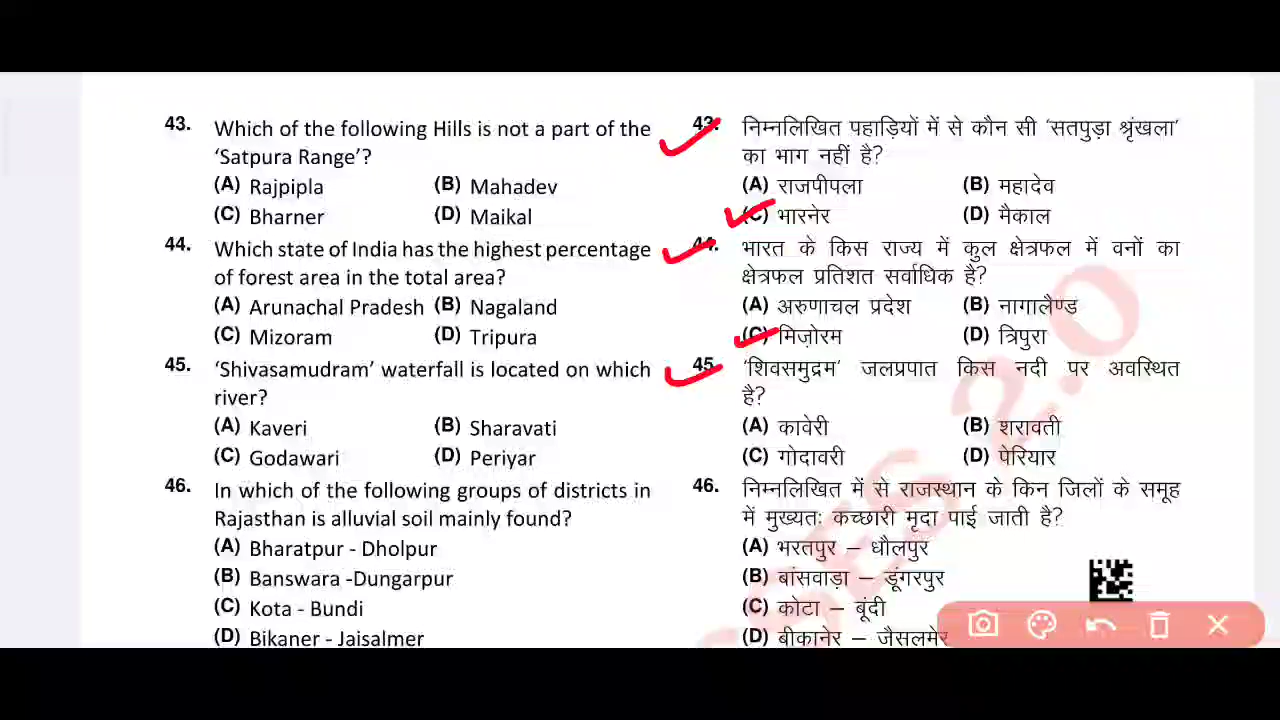 43. Which of the following Hills is not a part of the
'Satpura Range'?
(A) Rajpipla (B) Mahadev
(C) Bharner (D) Maikal
44. Which state of India has the highest percentage
of forest area in the total area?
(A) Arunachal Pradesh (B) Nagaland
(C) Mizoram (D) Tripura
45. 'Shivasamudram' waterfall is located on which
river?
(A) Kaveri (B) Sharavati
(C) Godawari (D) Periyar
46. In which of the following groups of districts in
Rajasthan is alluvial soil mainly found?
(A) Bharatpur - Dholpur
(B) Banswara -Dungarpur
(C) Kota - Bundi
(D) Bikaner - Jaisalmer
43. निम्नलिखित पहाड़ियों में से कौन सी 'सतपुड़ा श्रृंखला'
का भाग नहीं है?
(A) राजपीपला (B) महादेव
(C) भारनेर (D) मैकाल
44. भारत के किस राज्य में कुल क्षेत्रफल में वनों का
क्षेत्रफल प्रतिशत सर्वाधिक है?
(A) अरुणाचल प्रदेश (B) नागालैण्ड
(C) मिज़ोरम (D) त्रिपुरा
45. 'शिवसमुद्रम' जलप्रपात किस नदी पर अवस्थित
है?
(A) कावेरी (B) शरावती
(C) गोदावरी (D) पेरियार
46. निम्नलिखित में से राजस्थान के किन जिलों के समूह
में मुख्यतः कच्छारी मृदा पाई जाती है?
(A) भरतपुर – धौलपुर
(B) बांसवाड़ा – डूंगरपुर
(C) कोटा – बूंदी
(D) बीकानेर – जैसलमेर
SES 2.0